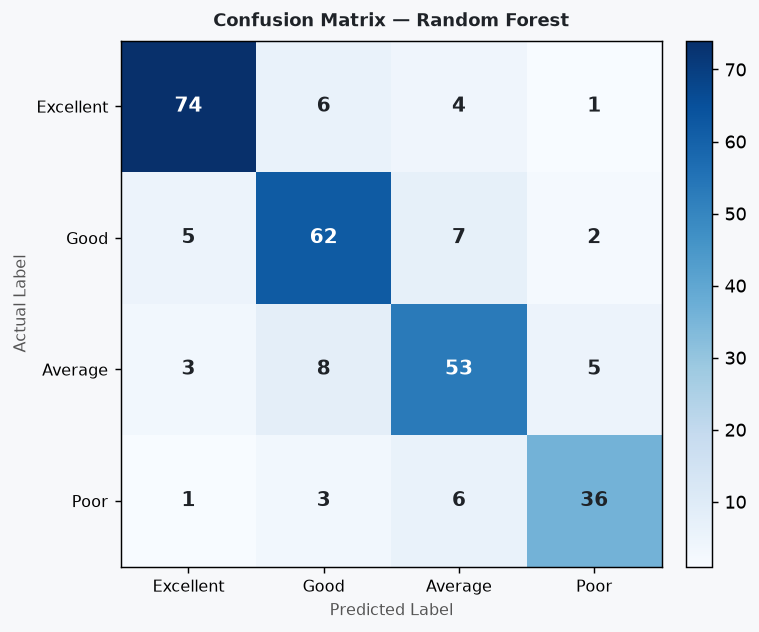 Confusion Matrix — Random Forest
Excellent 74 6 4 1
Good 5 62 7 2
Average 3 8 53 5
Poor 1 3 6 36
Excellent Good Average Poor
Predicted Label
Actual Label
70
60
50
40
30
20
10